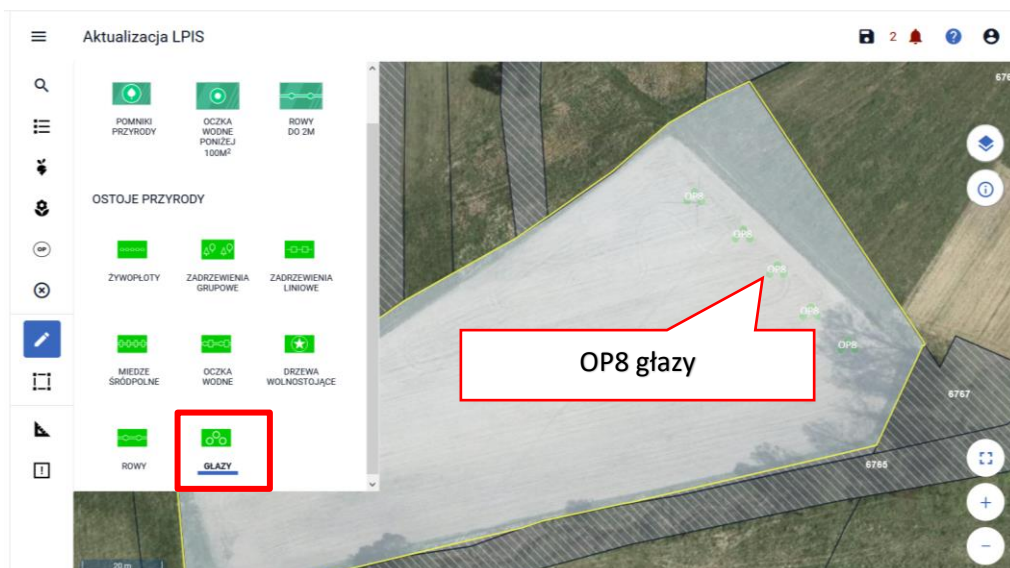 Aktualizacja LPIS
2
POMNIKI
PRZYRODY
OCZKA
WODNE
PONIŻEJ
100M²
ROWY
DO 2M
OSTOJE PRZYRODY
ŻYWOPŁOTY
ZADRZEWIENIA
GRUPOWE
ZADRZEWIENIA
LINIOWE
MIEDZE
ŚRÓDPOLNE
OCZKA
WODNE
DRZEWA
WOLNOSTOJĄCE
ROWY
GŁAZY
OP8
OP8
OP8
OP8
OP8
OP8 głazy
6767
6765
20 m